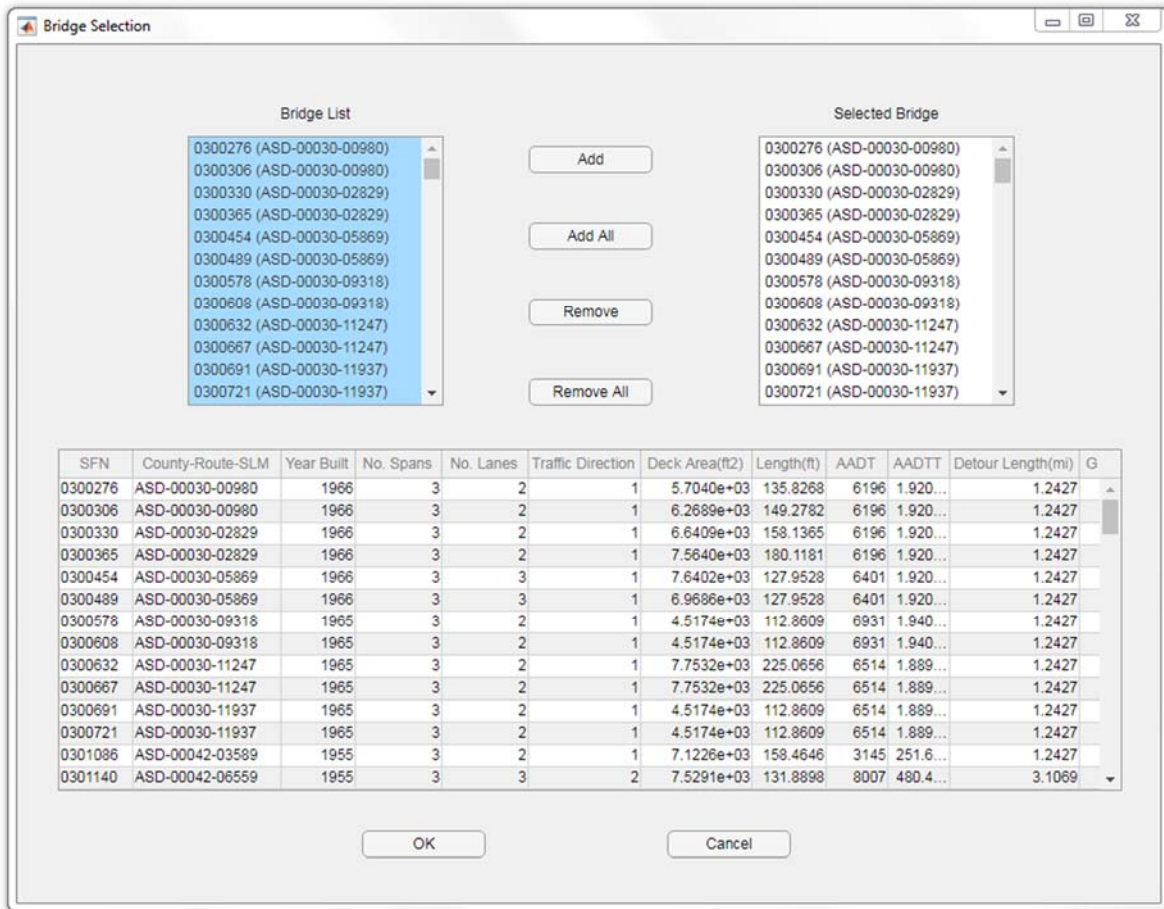 Bridge Selection
Bridge List
Selected Bridge
0300276 (ASD-00030-00980)
0300306 (ASD-00030-00980)
0300330 (ASD-00030-02829)
0300365 (ASD-00030-02829)
0300454 (ASD-00030-05869)
0300489 (ASD-00030-05869)
0300578 (ASD-00030-09318)
0300608 (ASD-00030-09318)
0300632 (ASD-00030-11247)
0300667 (ASD-00030-11247)
0300691 (ASD-00030-11937)
0300721 (ASD-00030-11937)
Add
Add All
Remove
Remove All
0300276 (ASD-00030-00980)
0300306 (ASD-00030-00980)
0300330 (ASD-00030-02829)
0300365 (ASD-00030-02829)
0300454 (ASD-00030-05869)
0300489 (ASD-00030-05869)
0300578 (ASD-00030-09318)
0300608 (ASD-00030-09318)
0300632 (ASD-00030-11247)
0300667 (ASD-00030-11247)
0300691 (ASD-00030-11937)
0300721 (ASD-00030-11937)
SFN County-Route-SLM Year Built No. Spans No. Lanes Traffic Direction Deck Area(ft2) Length(ft) AADT AADTT Detour Length(mi) G
0300276 ASD-00030-00980 1966 3 2 1 5.7040e+03 135.8268 6196 1.920... 1.2427
0300306 ASD-00030-00980 1966 3 2 1 6.2689e+03 149.2782 6196 1.920... 1.2427
0300330 ASD-00030-02829 1966 3 2 1 6.6409e+03 158.1365 6196 1.920... 1.2427
0300365 ASD-00030-02829 1966 3 2 1 7.5640e+03 180.1181 6196 1.920... 1.2427
0300454 ASD-00030-05869 1966 3 3 1 7.6402e+03 127.9528 6401 1.920... 1.2427
0300489 ASD-00030-05869 1966 3 3 1 6.9686e+03 127.9528 6401 1.920... 1.2427
0300578 ASD-00030-09318 1965 3 2 1 4.5174e+03 112.8609 6931 1.940... 1.2427
0300608 ASD-00030-09318 1965 3 2 1 4.5174e+03 112.8609 6931 1.940... 1.2427
0300632 ASD-00030-11247 1965 3 2 1 7.7532e+03 225.0656 6514 1.889... 1.2427
0300667 ASD-00030-11247 1965 3 2 1 7.7532e+03 225.0656 6514 1.889... 1.2427
0300691 ASD-00030-11937 1965 3 2 1 4.5174e+03 112.8609 6514 1.889... 1.2427
0300721 ASD-00030-11937 1965 3 2 1 4.5174e+03 112.8609 6514 1.889... 1.2427
0301086 ASD-00042-03589 1955 3 2 1 7.1226e+03 158.4646 3145 251.6... 1.2427
0301140 ASD-00042-06559 1955 3 3 2 7.5291e+03 131.8898 8007 480.4... 3.1069
OK
Cancel